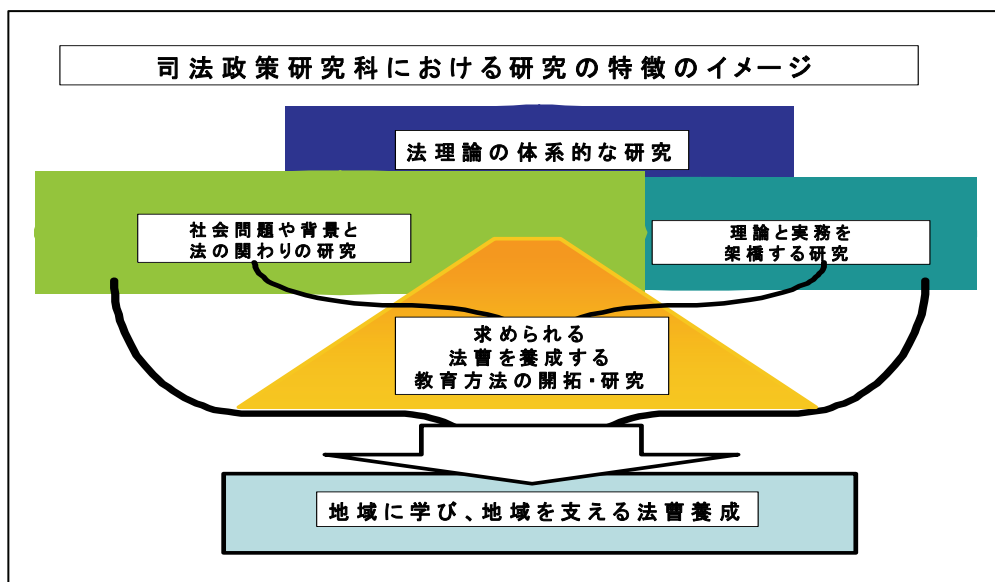 司法政策研究科における研究の特徴のイメージ
法理論の体系的な研究
社会問題や背景と
法の関わりの研究
理論と実務を
架橋する研究
求められる
法曹を養成する
教育方法の開拓・研究
地域に学び、地域を支える法曹養成